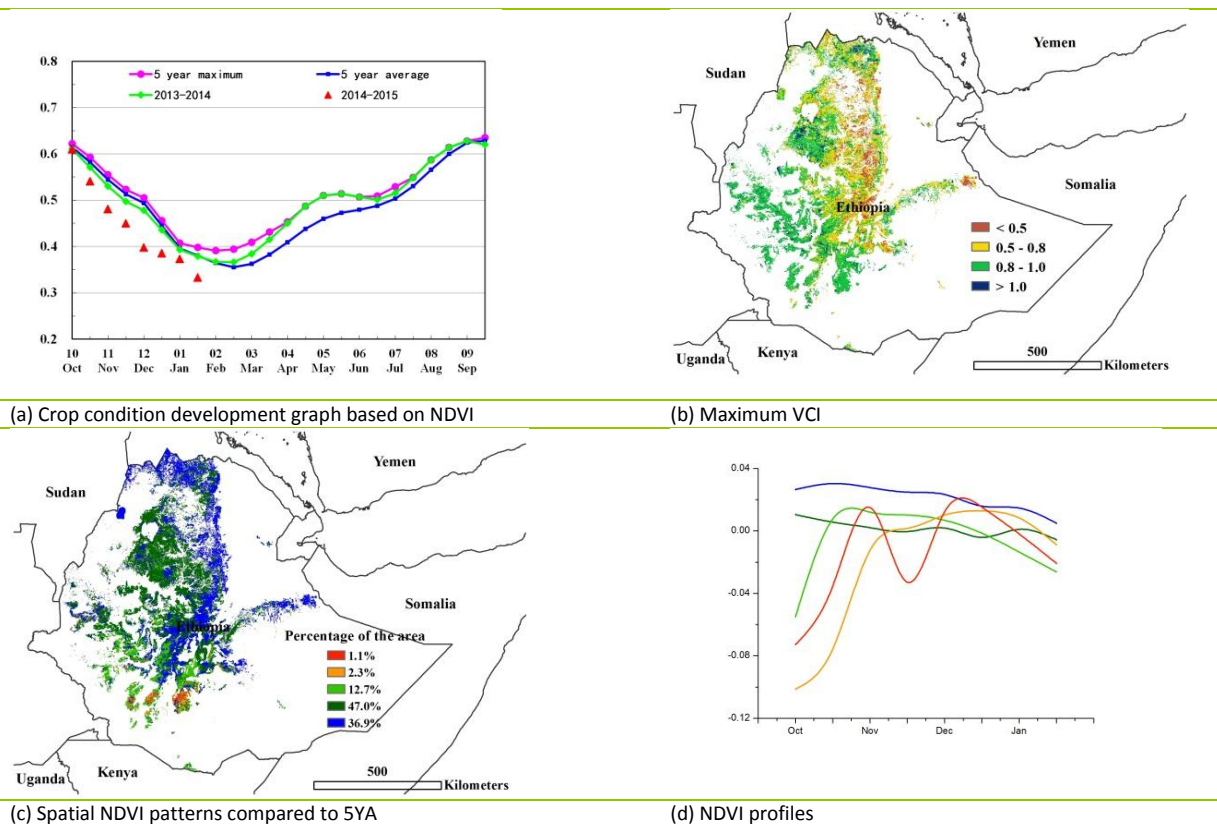 0.8
0.7
0.6
0.5
0.4
0.3
0.2
5 year maximum
5 year average
2013-2014
2014-2015
10 11 12 01 02 03 04 05 06 07 08 09
Oct Nov Dec Jan Feb Mar Apr May Jun Jul Aug Sep
Yemen
Sudan
Somalia
Ethiopia
< 0.5
0.5 - 0.8
0.8 - 1.0
> 1.0
Uganda
Kenya
500
Kilometers
(a) Crop condition development graph based on NDVI
(b) Maximum VCI
Yemen
Sudan
Somalia
Ethiopia
Percentage of the area
1.1%
2.3%
12.7%
47.0%
36.9%
Uganda
Kenya
500
Kilometers
0.04
0.00
-0.04
-0.08
-0.12
Oct Nov Dec Jan
(c) Spatial NDVI patterns compared to 5YA
(d) NDVI profiles